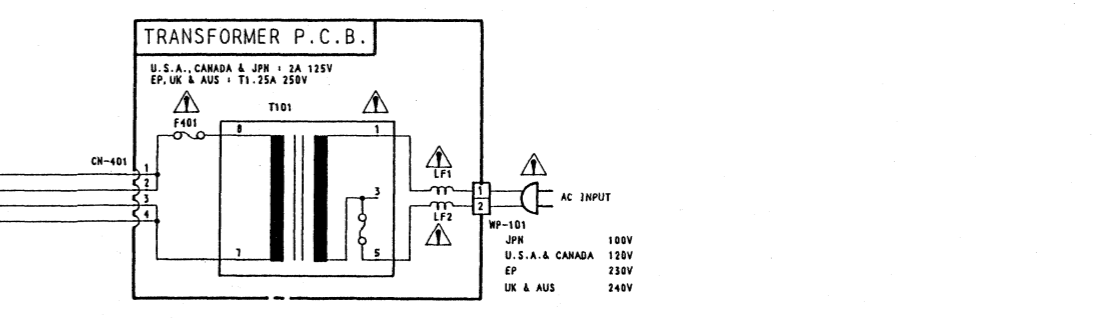 TRANSFORMER P.C.B.
U.S.A., CANADA & JPN : 2A 125V
EP, UK & AUS : T1.25A 250V
T101
F401
8
1
CN-401
1
2
3
4
3
7
5
LF1
LF2
1
2
AC INPUT
WP-101
JPN 100V
U.S.A.& CANADA 120V
EP 230V
UK & AUS 240V